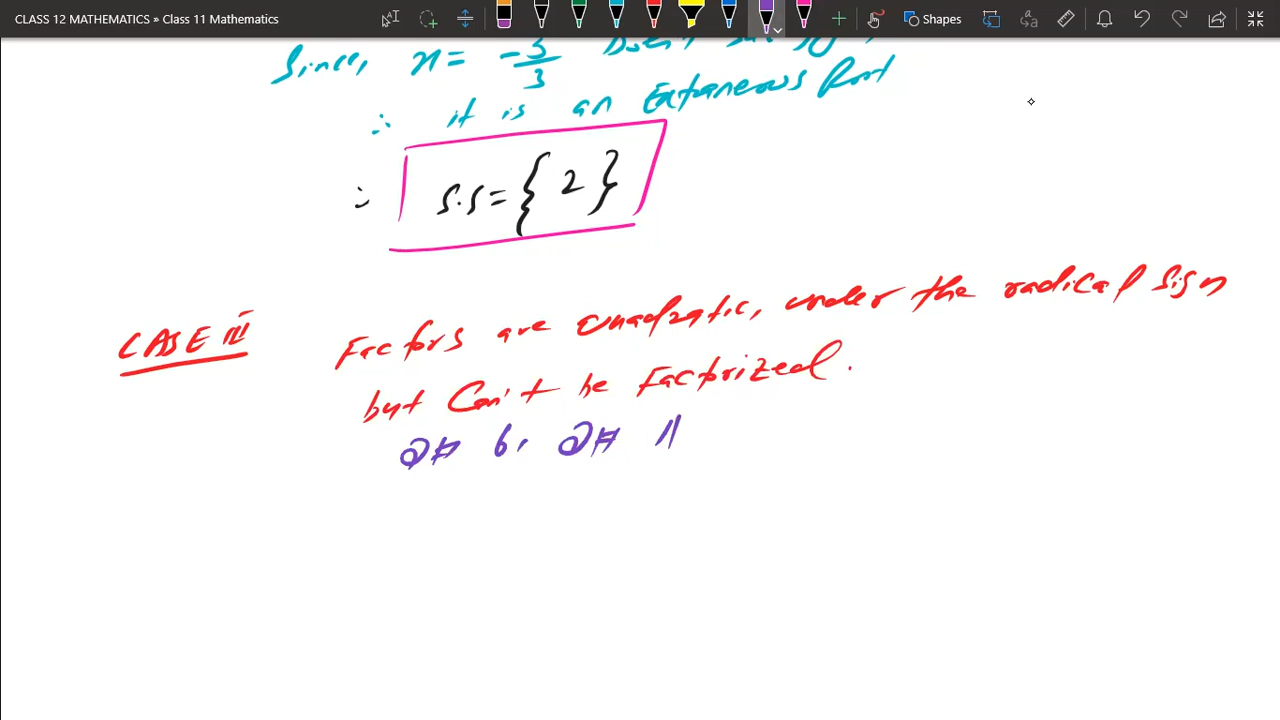 CLASS 12 MATHEMATICS » Class 11 Mathematics
Shapes
Since, x = -5/3
∴ it is an Extraneous Root
∴ S.S = { 2 }
CASE III Factors are quadratic, under the radical Sign
but Can't be Factorized.
Q# 6, Q# 11